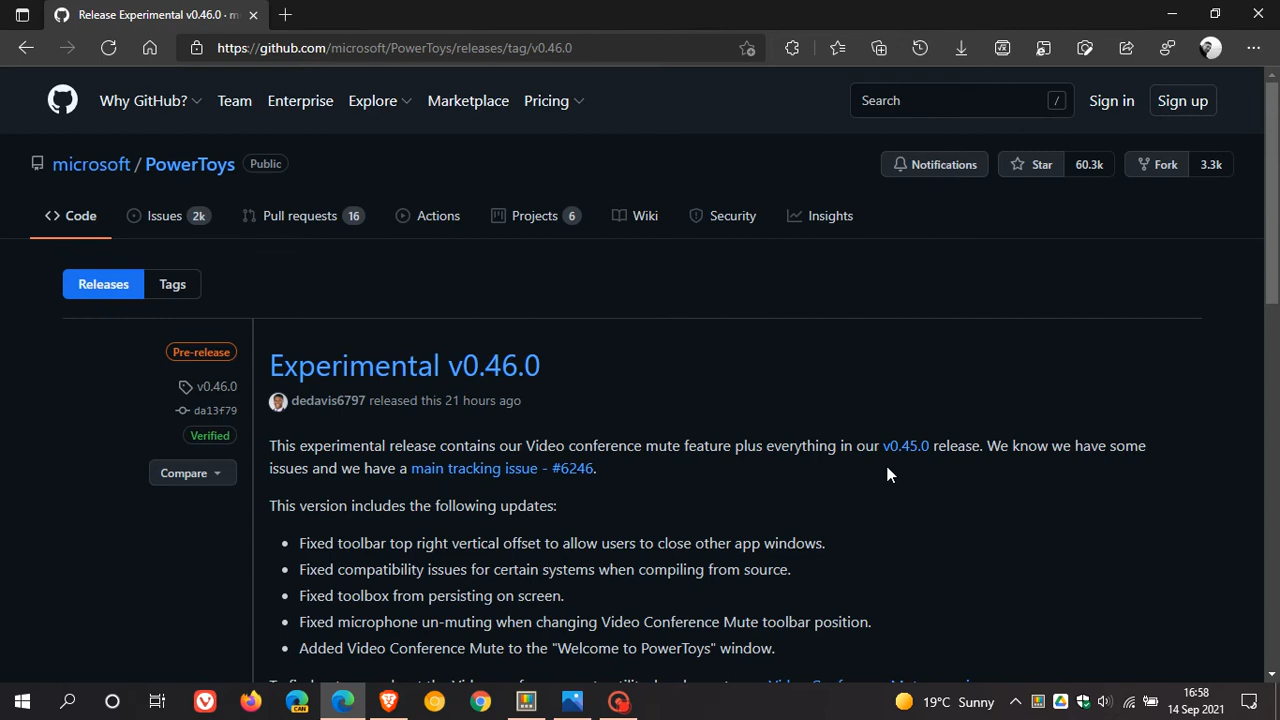 Release Experimental v0.46.0 · m
https://github.com/microsoft/PowerToys/releases/tag/v0.46.0
Why GitHub? Team Enterprise Explore Marketplace Pricing Search / Sign in Sign up
microsoft / PowerToys Public Notifications Star 60.3k Fork 3.3k
Code Issues 2k Pull requests 16 Actions Projects 6 Wiki Security Insights
Releases Tags
Pre-release
v0.46.0
da13f79
Verified
Compare
Experimental v0.46.0
dedavis6797 released this 21 hours ago
This experimental release contains our Video conference mute feature plus everything in our v0.45.0 release. We know we have some
issues and we have a main tracking issue - #6246.
This version includes the following updates:
• Fixed toolbar top right vertical offset to allow users to close other app windows.
• Fixed compatibility issues for certain systems when compiling from source.
• Fixed toolbox from persisting on screen.
• Fixed microphone un-muting when changing Video Conference Mute toolbar position.
• Added Video Conference Mute to the "Welcome to PowerToys" window.
CAN
19°C Sunny
16:58
14 Sep 2021